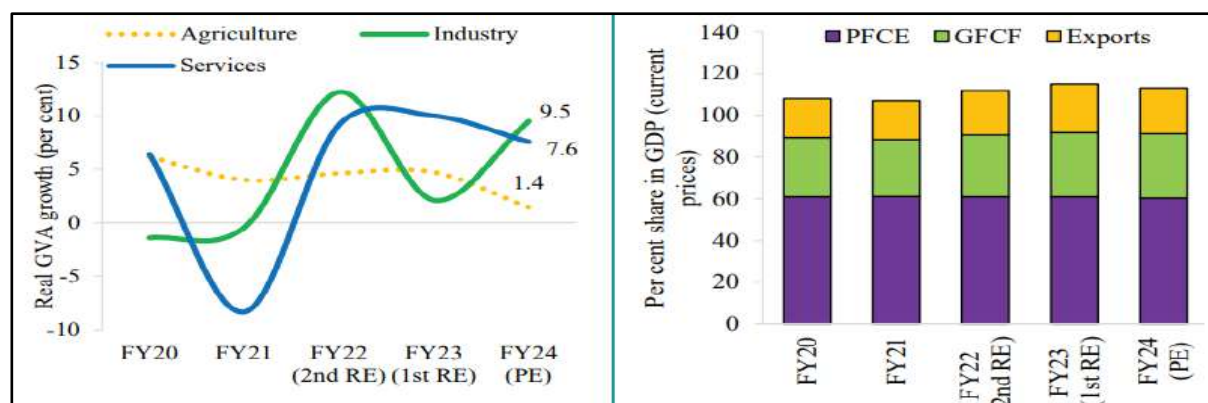 Agriculture Industry
Services
Real GVA growth (per cent)
15
10
5
0
-5
-10
9.5
7.6
1.4
FY20 FY21 FY22 FY23 FY24
(2nd RE) (1st RE) (PE)
PFCE GFCF Exports
Per cent share in GDP (current
prices)
140
120
100
80
60
40
20
0
FY20
FY21
FY22
2nd RE)
FY23
(1st RE)
FY24
(PE)